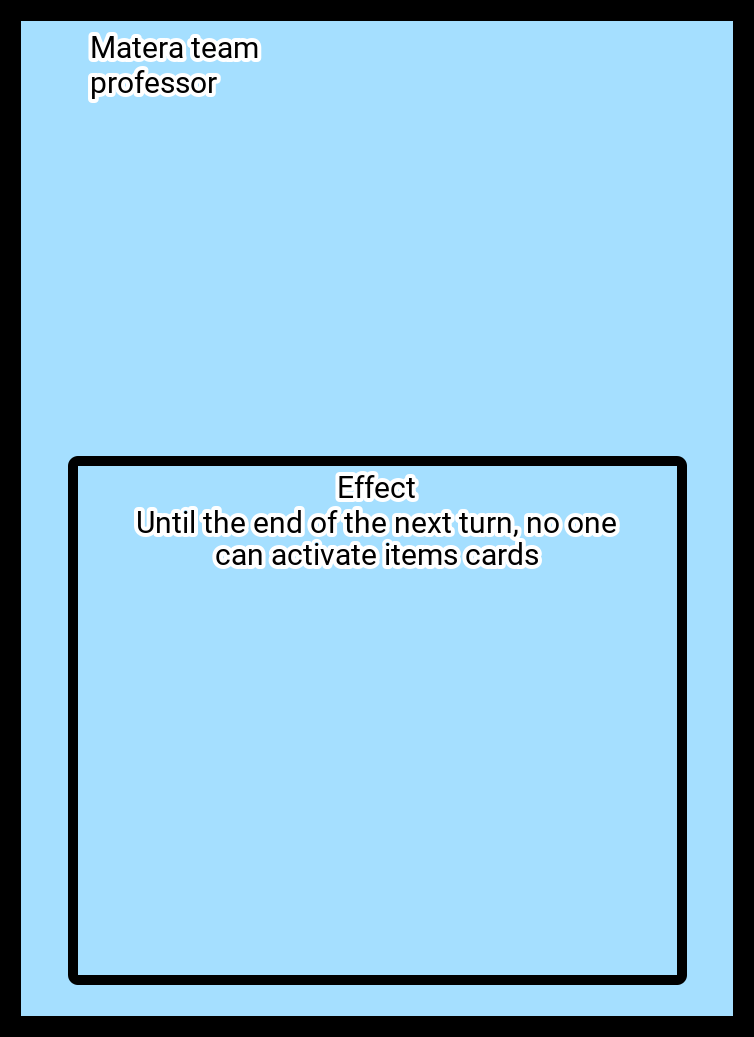 Matera team
professor
Effect
Until the end of the next turn, no one
can activate items cards